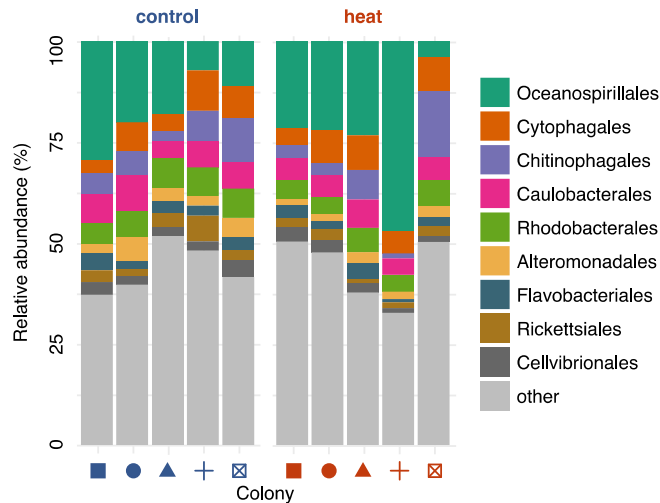 control
heat
Relative abundance (%)
100
75
50
25
0
Colony
Oceanospirillales
Cytophagales
Chitinophagales
Caulobacterales
Rhodobacterales
Alteromonadales
Flavobacteriales
Rickettsiales
Cellvibrionales
other